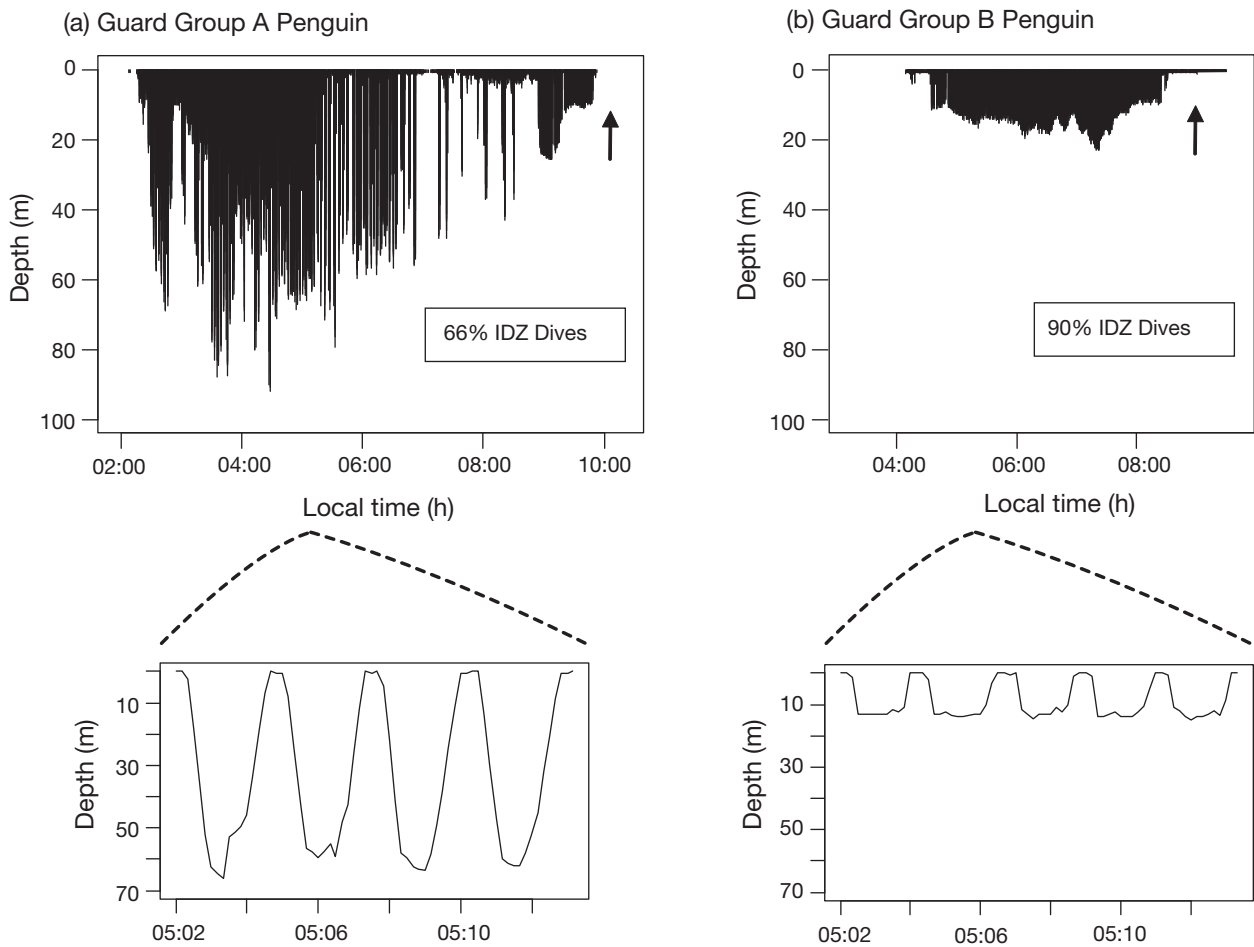 (a) Guard Group A Penguin
0
20
40
60
80
100
Depth (m)
66% IDZ Dives
02:00 04:00 06:00 08:00 10:00
Local time (h)
10
30
50
70
Depth (m)
05:02 05:06 05:10
(b) Guard Group B Penguin
0
20
40
60
80
100
Depth (m)
90% IDZ Dives
04:00 06:00 08:00
Local time (h)
10
30
50
70
Depth (m)
05:02 05:06 05:10